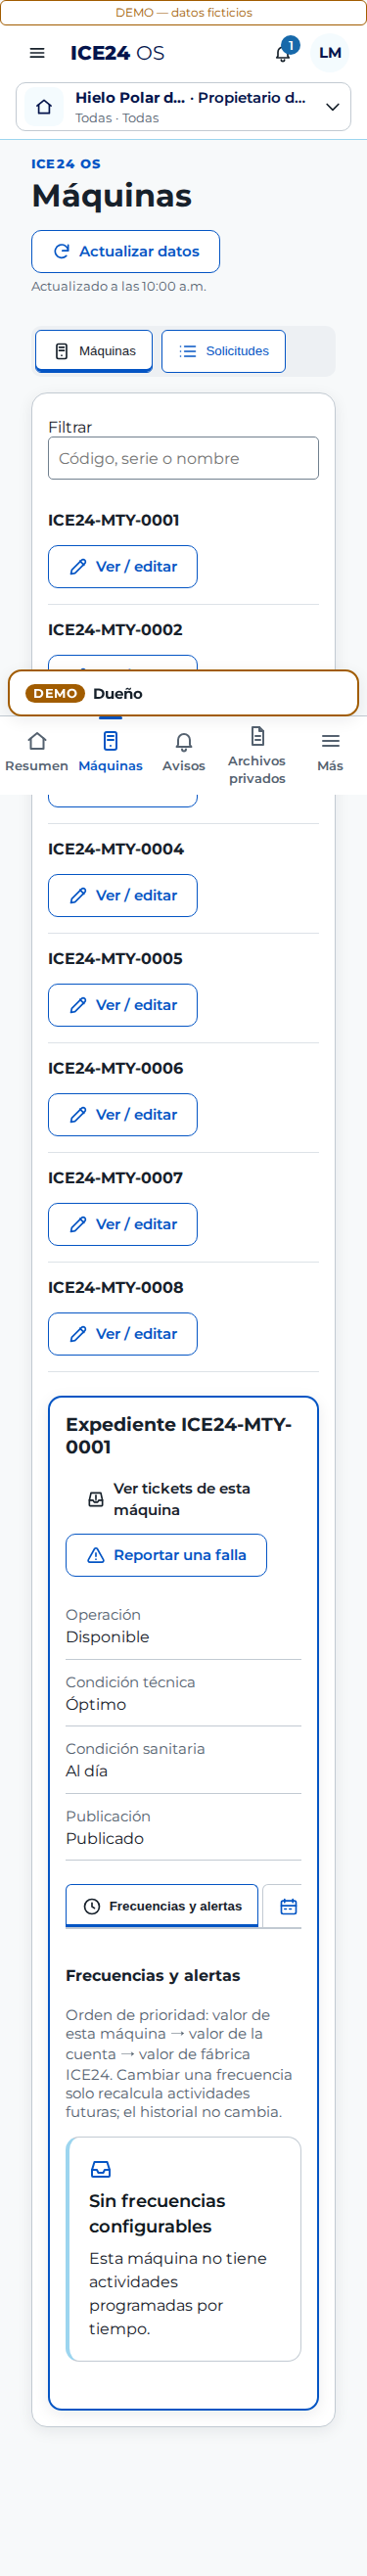 DEMO — datos ficticios
ICE24 OS
1
LM
Hielo Polar d... · Propietario d...
Todas · Todas
ICE24 OS
Máquinas
Actualizar datos
Actualizado a las 10:00 a.m.
Máquinas
Solicitudes
Filtrar
Código, serie o nombre
ICE24-MTY-0001
Ver / editar
ICE24-MTY-0002
DEMO Dueño
Resumen
Máquinas
Avisos
Archivos privados
Más
ICE24-MTY-0004
Ver / editar
ICE24-MTY-0005
Ver / editar
ICE24-MTY-0006
Ver / editar
ICE24-MTY-0007
Ver / editar
ICE24-MTY-0008
Ver / editar
Expediente ICE24-MTY-
0001
Ver tickets de esta
máquina
Reportar una falla
Operación
Disponible
Condición técnica
Óptimo
Condición sanitaria
Al día
Publicación
Publicado
Frecuencias y alertas
Frecuencias y alertas
Orden de prioridad: valor de
esta máquina → valor de la
cuenta → valor de fábrica
ICE24. Cambiar una frecuencia
solo recalcula actividades
futuras; el historial no cambia.
Sin frecuencias
configurables
Esta máquina no tiene
actividades
programadas por
tiempo.